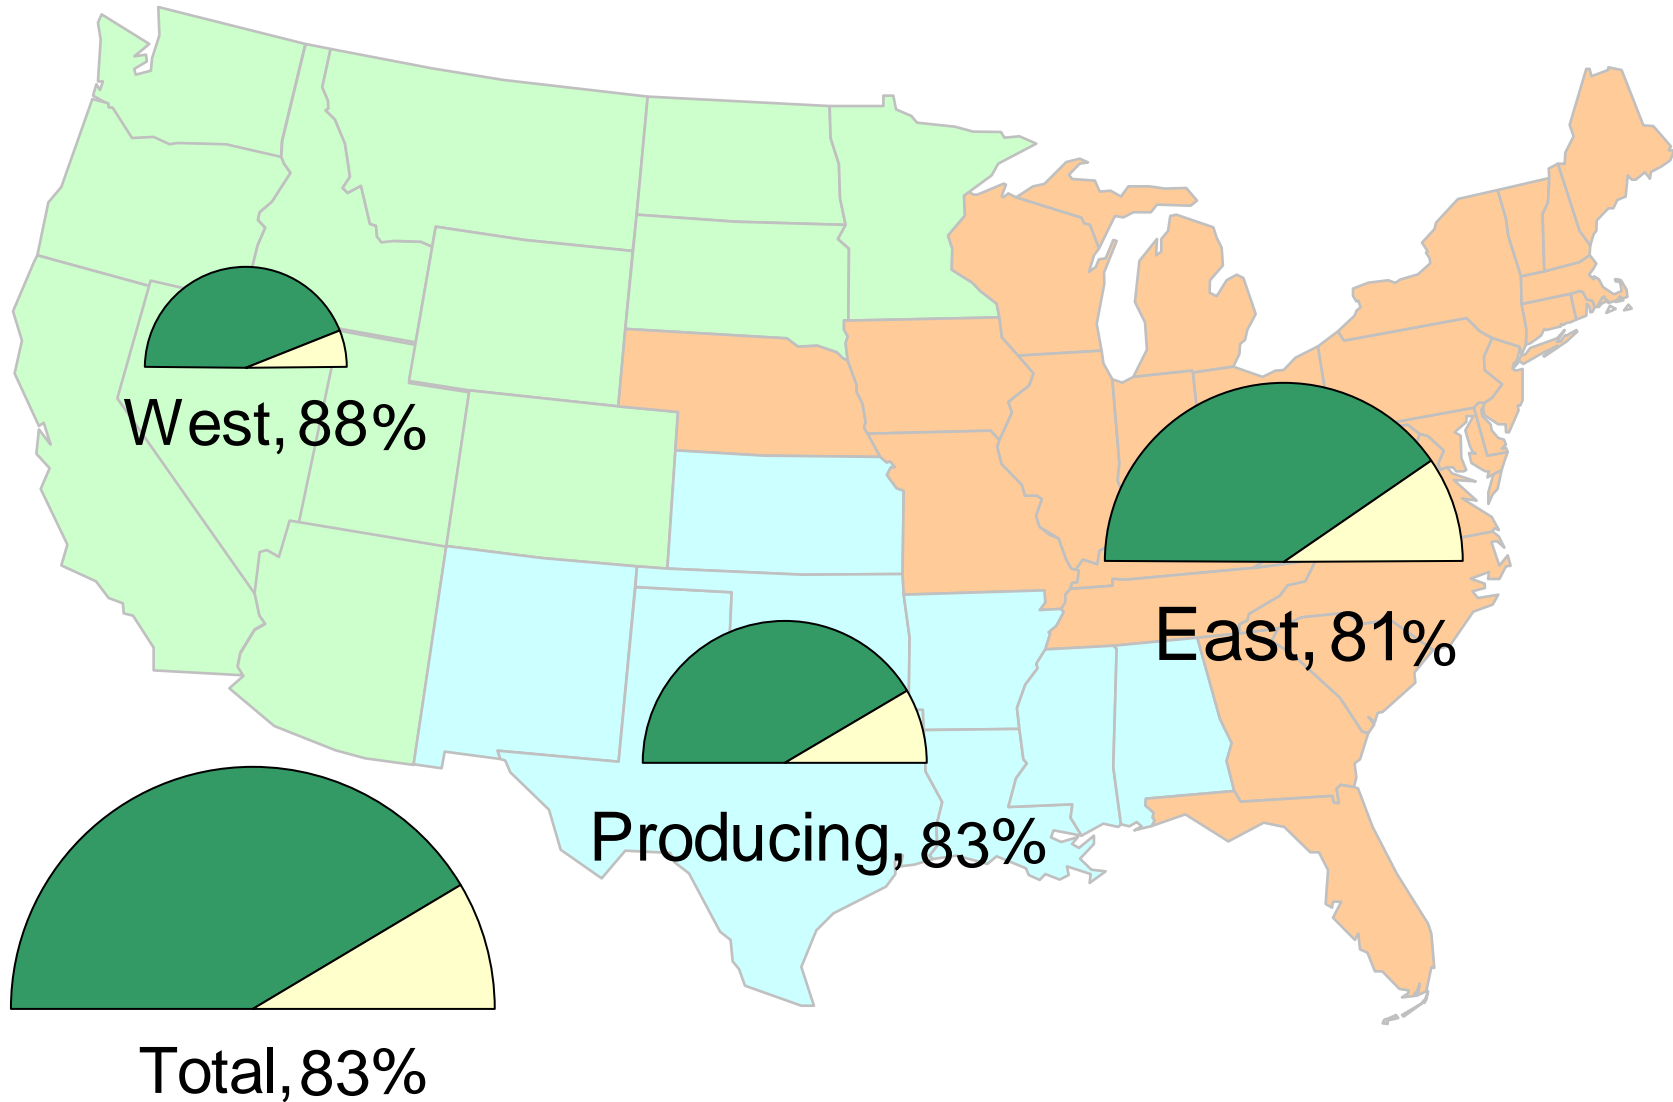 West, 88%
East, 81%
Producing, 83%
Total, 83%